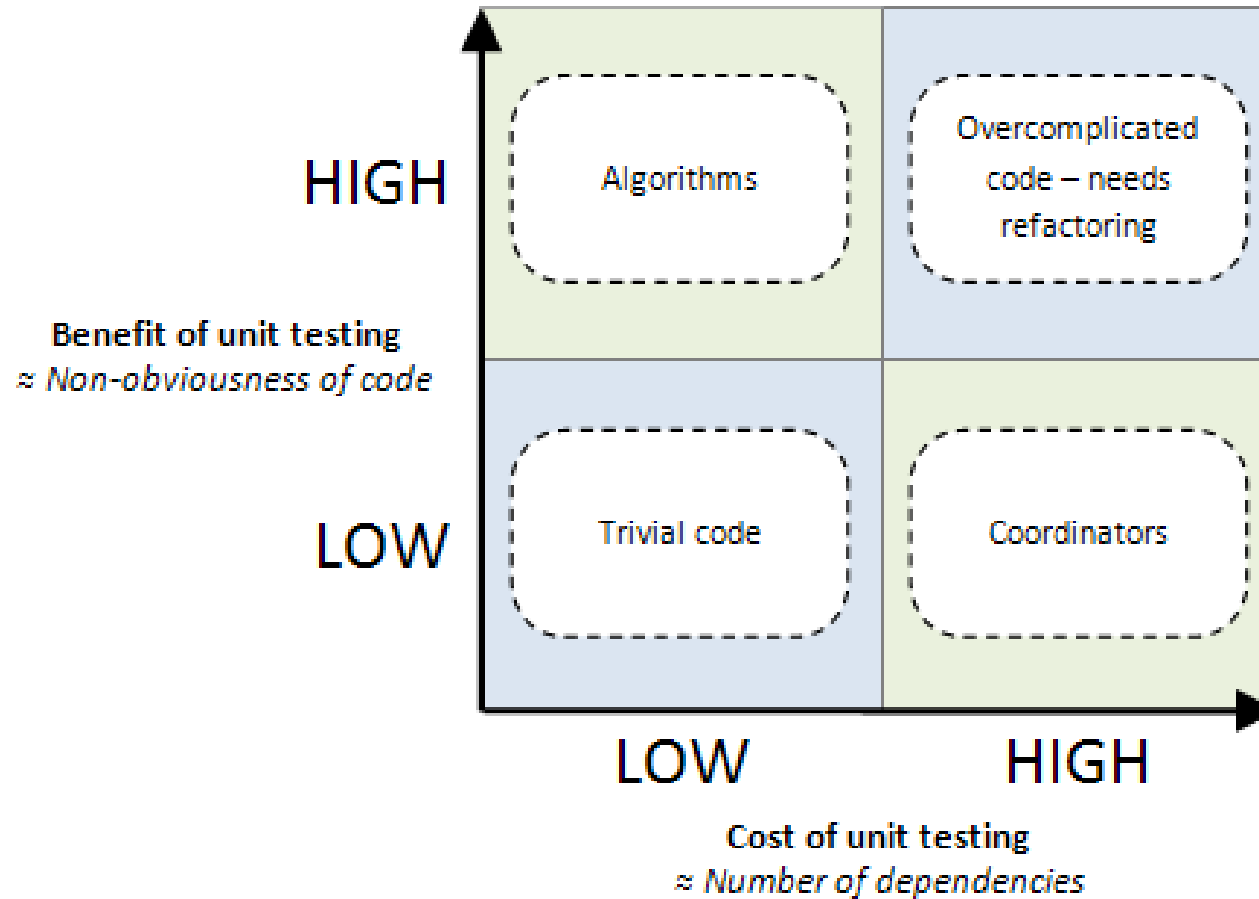 HIGH
Algorithms
Overcomplicated
code – needs
refactoring
Benefit of unit testing
≈ Non-obviousness of code
LOW
Trivial code
Coordinators
LOW
HIGH
Cost of unit testing
≈ Number of dependencies